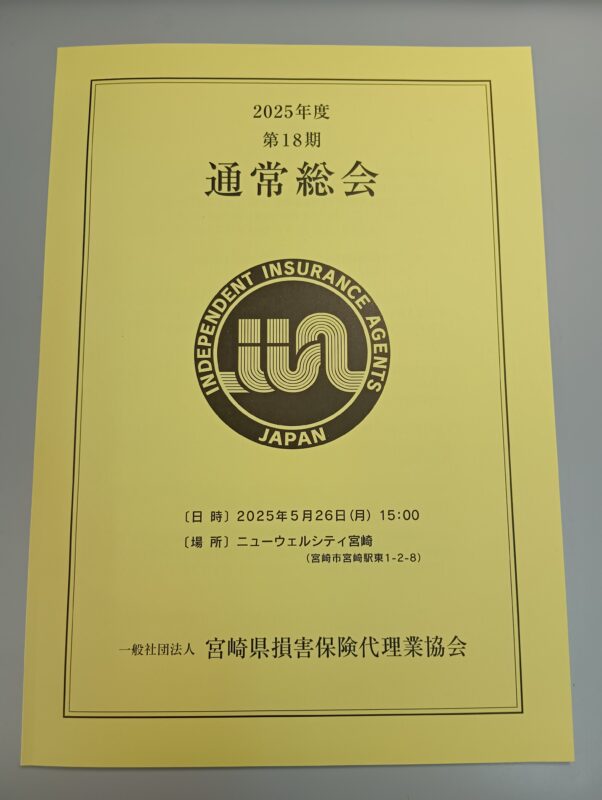 2025年度
第18期
通常総会
INDEPENDENT INSURANCE AGENTS
JAPAN
〔日 時〕 2025年5月26日(月) 15:00
〔場 所〕 ニューウェルシティ宮崎
(宮崎市宮崎駅東1-2-8)
一般社団法人 宮崎県損害保険代理業協会